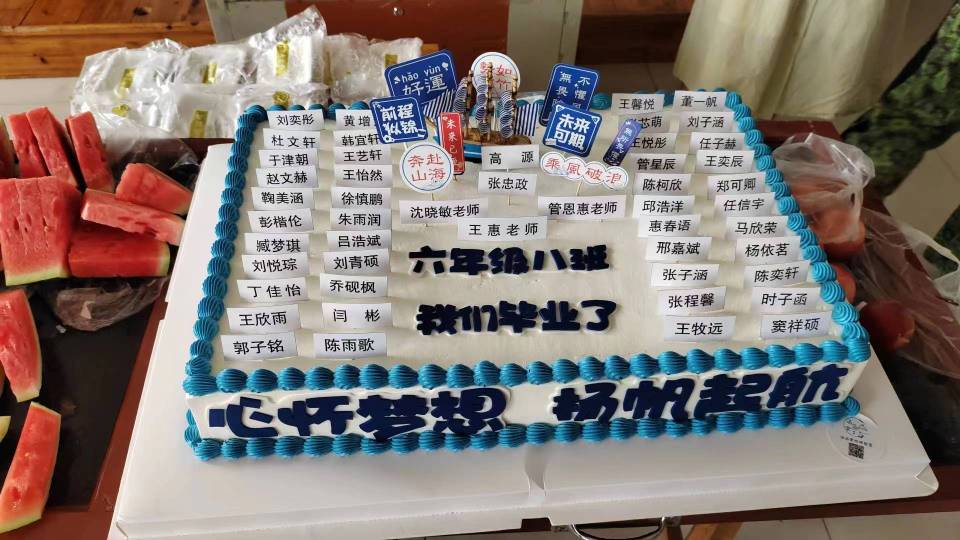 hǎo yùn
好運
前程
似锦
未来
可期
奔赴
山海
乘風破浪
刘奕彤
杜文轩
于津朝
赵文赫
鞠美涵
彭楷伦
臧梦琪
刘悦琮
丁佳怡
王欣雨
郭子铭
韩宜轩
王艺轩
王怡然
徐慎鹏
朱雨润
吕浩斌
刘青硕
乔砚枫
闫 彬
陈雨歌
高 源
张忠政
沈晓敏老师
管恩惠老师
王惠老师
王馨悦
管星辰
陈柯欣
邱浩洋
惠春语
邢嘉斌
张子涵
张程馨
王牧远
董一帆
刘子涵
任子赫
王奕辰
郑可卿
任信宇
马欣荣
杨依茗
陈奕轩
时子函
窦祥硕
六年级八班
我们毕业了
心怀梦想 扬帆起航